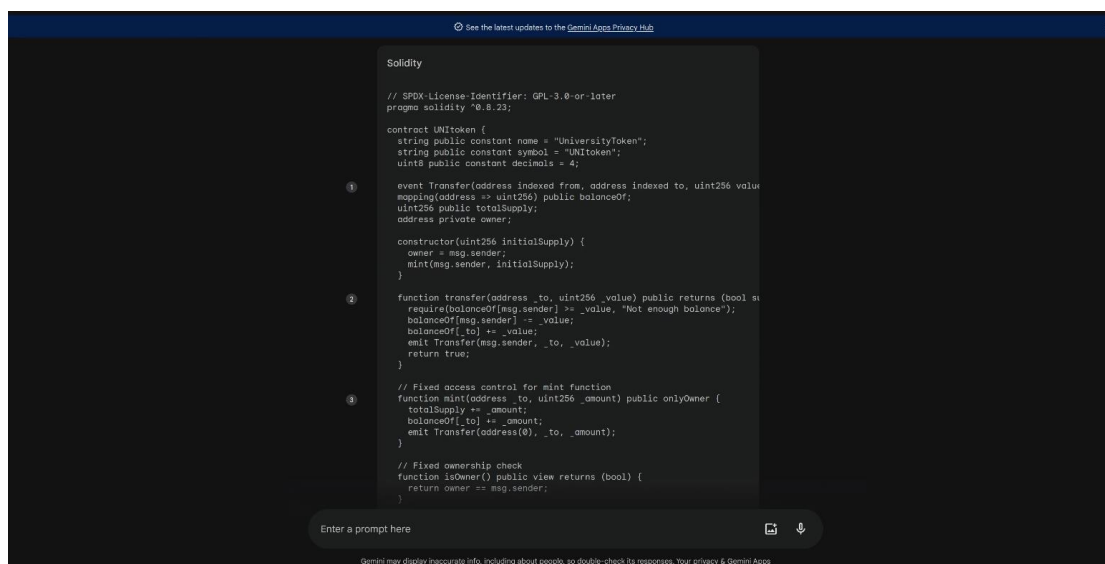 See the latest updates to the Gemini Apps Privacy Hub
Solidity
// SPDX-License-Identifier: GPL-3.0-or-later
pragma solidity ^0.8.23;
contract UNItoken {
string public constant name = "UniversityToken";
string public constant symbol = "UNItoken";
uint8 public constant decimals = 4;
1 event Transfer(address indexed from, address indexed to, uint256 value
mapping(address => uint256) public balanceOf;
uint256 public totalSupply;
address private owner;
constructor(uint256 initialSupply) {
owner = msg.sender;
mint(msg.sender, initialSupply);
}
2 function transfer(address _to, uint256 _value) public returns (bool su
require(balanceOf[msg.sender] >= _value, "Not enough balance");
balanceOf[msg.sender] -= _value;
balanceOf[_to] += _value;
emit Transfer(msg.sender, _to, _value);
return true;
}
// Fixed access control for mint function
3 function mint(address _to, uint256 _amount) public onlyOwner {
totalSupply += _amount;
balanceOf[_to] += _amount;
emit Transfer(address(0), _to, _amount);
}
// Fixed ownership check
function isOwner() public view returns (bool) {
return owner == msg.sender;
}
Enter a prompt here
Gemini may display inaccurate info, including about people, so double-check its responses. Your privacy & Gemini Apps